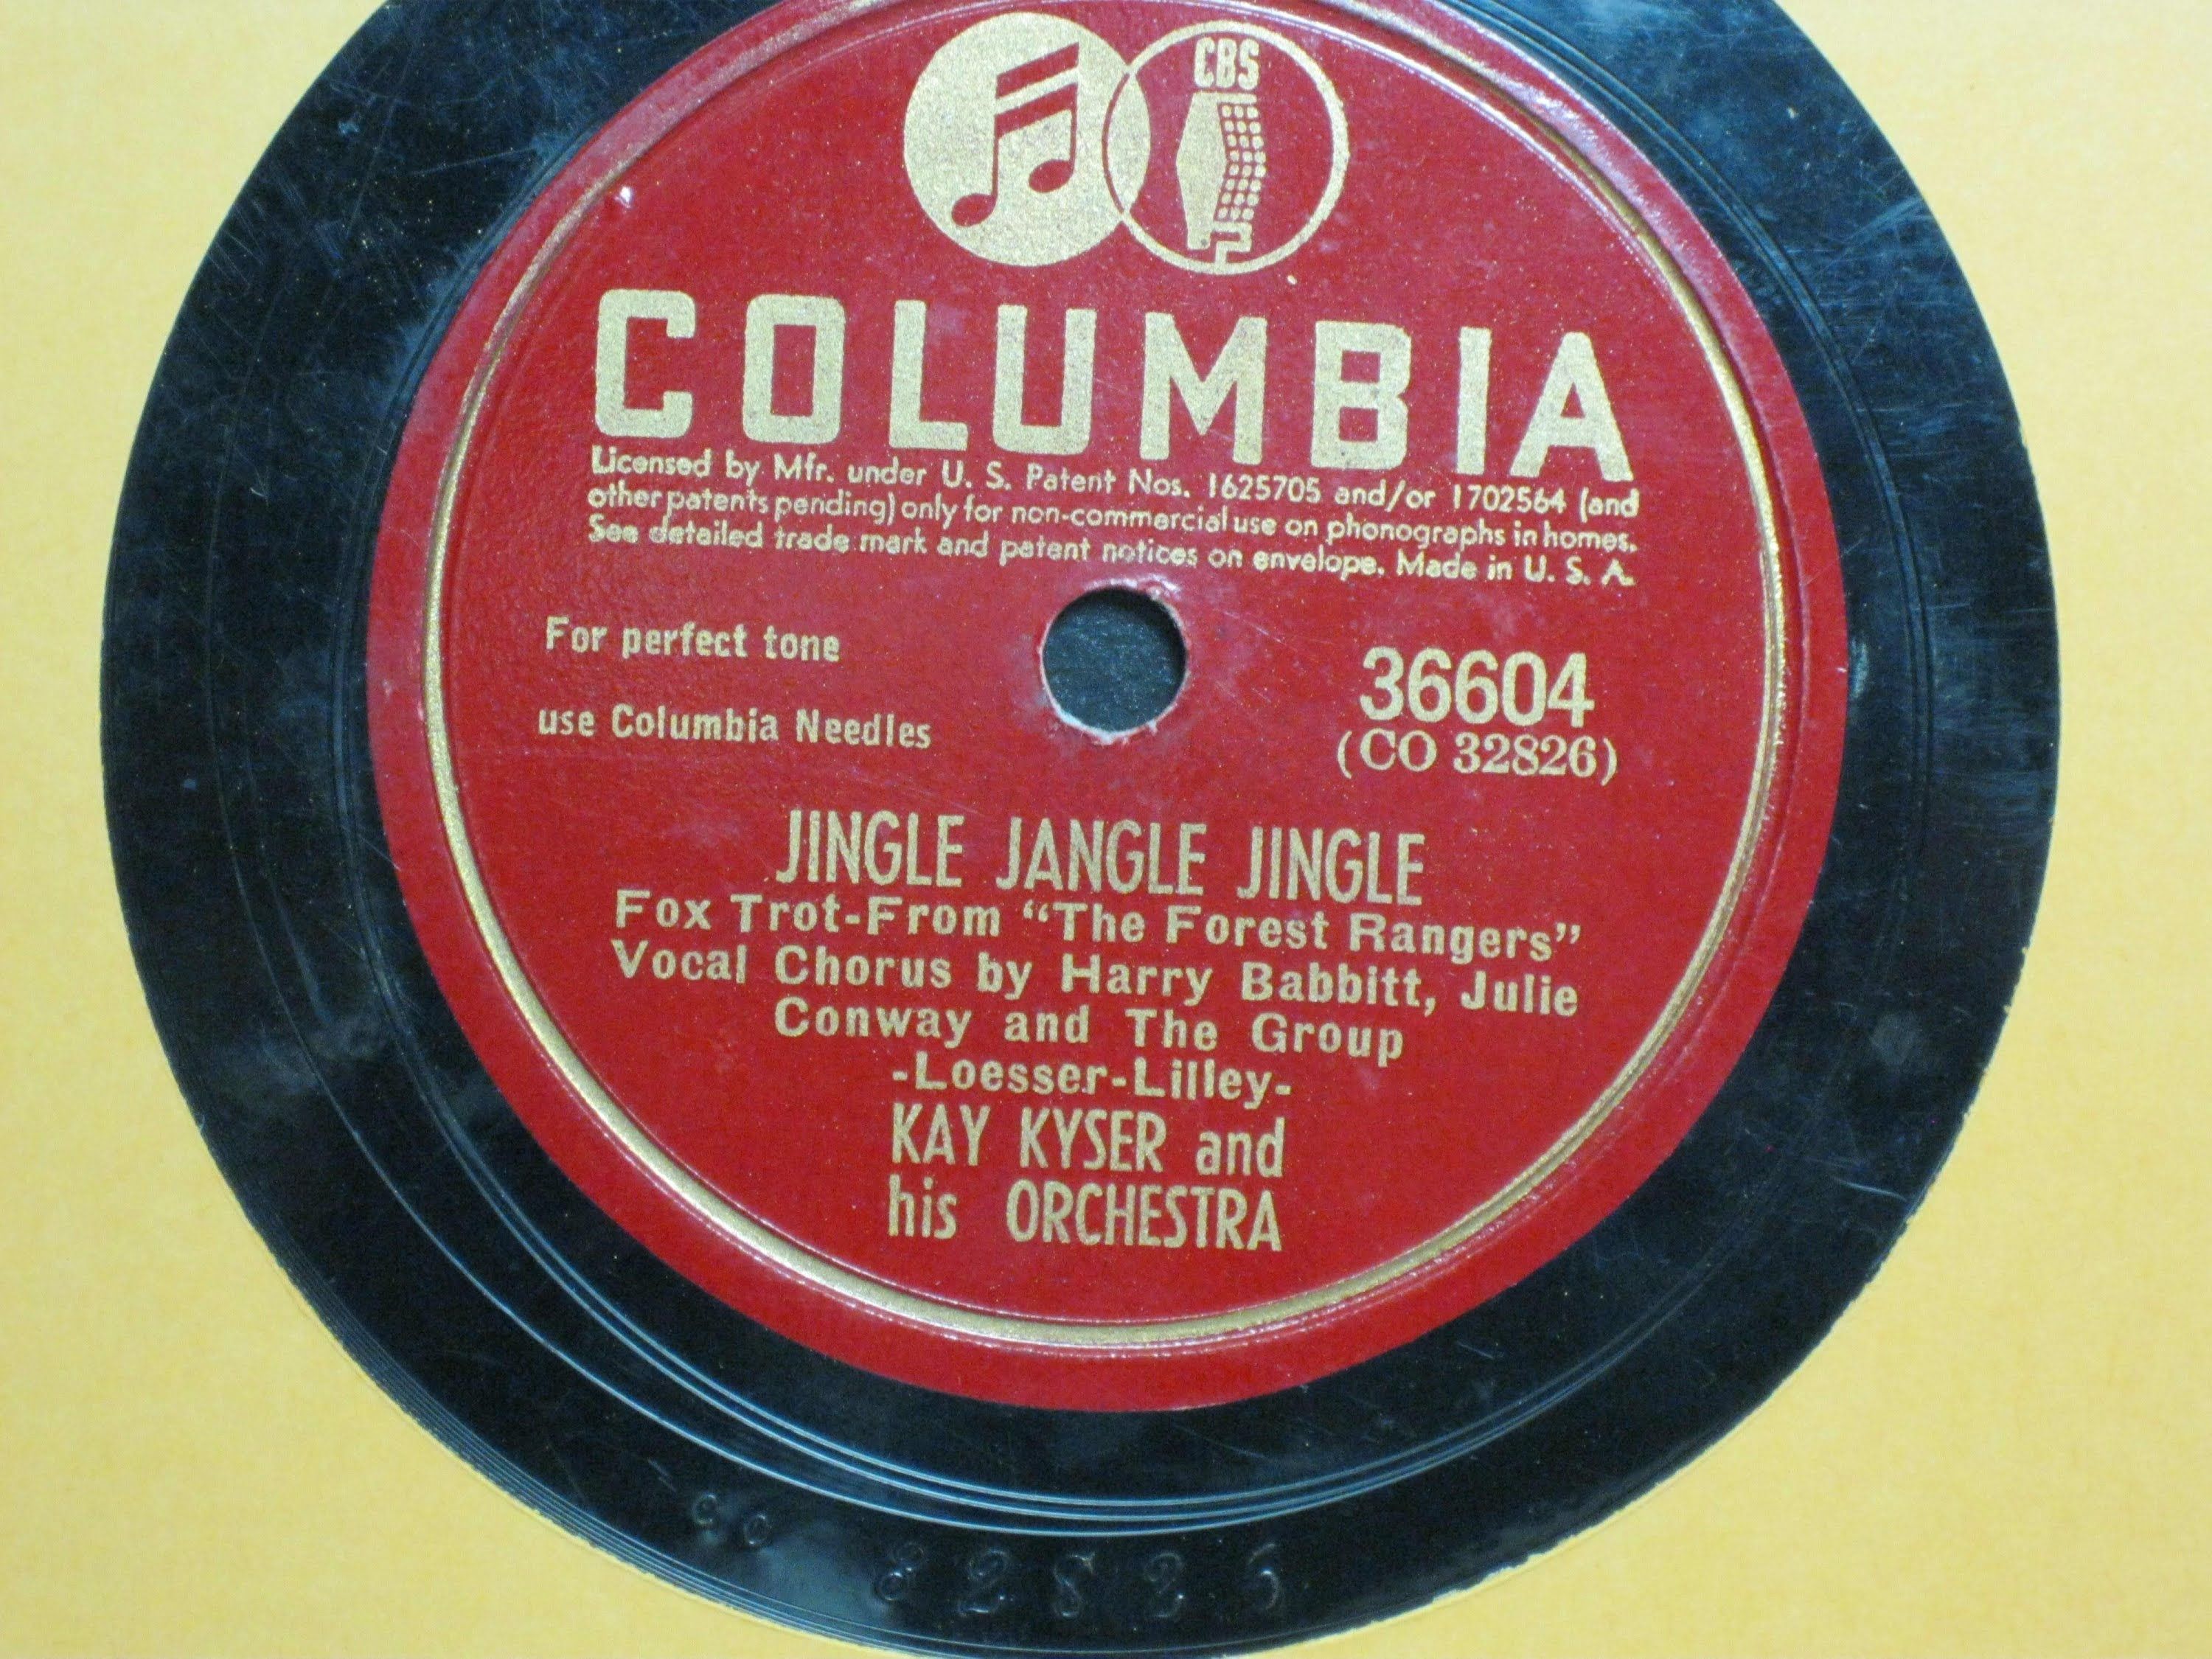 CBS
COLUMBIA
Licensed by Mfr. under U. S. Patent Nos. 1625705 and/or 1702564 (and
other patents pending) only for non-commercial use on phonographs in homes.
See detailed trade mark and patent notices on envelope. Made in U. S. A.
For perfect tone
use Columbia Needles
36604
(CO 32826)
JINGLE JANGLE JINGLE
Fox Trot-From “The Forest Rangers”
Vocal Chorus by Harry Babbitt, Julie
Conway and The Group
-Loesser-Lilley-
KAY KYSER and
his ORCHESTRA
CO